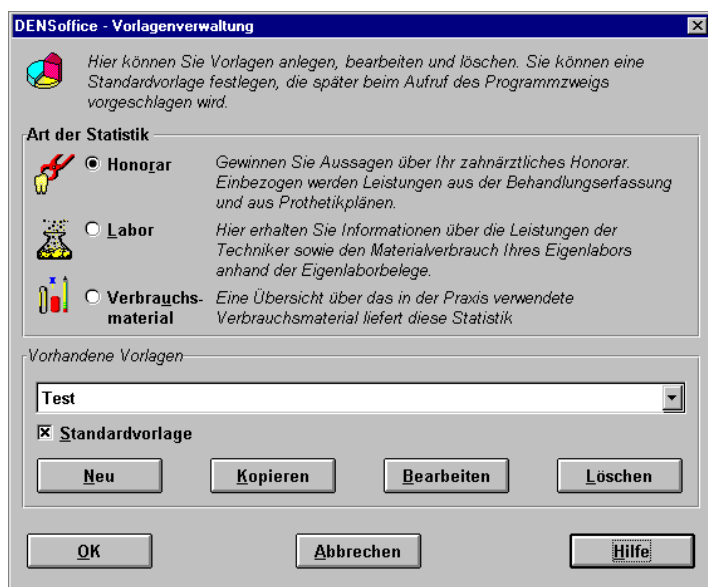 DENSoffice - Vorlagenverwaltung
Hier können Sie Vorlagen anlegen, bearbeiten und löschen. Sie können eine
Standardvorlage festlegen, die später beim Aufruf des Programmzweigs
vorgeschlagen wird.
Art der Statistik
Honorar
Gewinnen Sie Aussagen über Ihr zahnärztliches Honorar.
Einbezogen werden Leistungen aus der Behandlungserfassung
und aus Prothetikplänen.
Labor
Hier erhalten Sie Informationen über die Leistungen der
Techniker sowie den Materialverbrauch Ihres Eigenlabors
anhand der Eigenlaborbelege.
Verbrauchs-
material
Eine Übersicht über das in der Praxis verwendete
Verbrauchsmaterial liefert diese Statistik
Vorhandene Vorlagen
Test
Standardvorlage
Neu Kopieren Bearbeiten Löschen
OK Abbrechen Hilfe